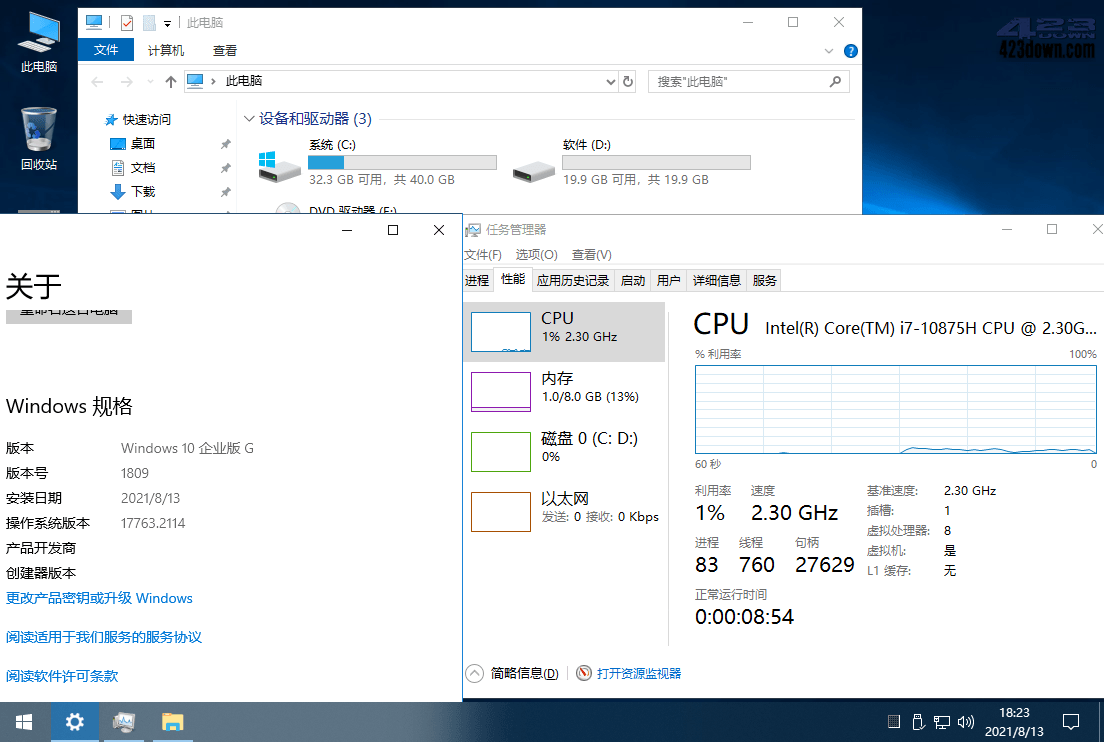 此电脑
423DOWN
423down.com
此电脑
回收站
文件 计算机 查看
此电脑
搜索"此电脑"
快速访问
桌面
文档
下载
图片
设备和驱动器 (3)
系统 (C:)
32.3 GB 可用，共 40.0 GB
软件 (D:)
19.9 GB 可用，共 19.9 GB
DVD 驱动器 (E:)
关于
重命名这台电脑
Windows 规格
版本 Windows 10 企业版 G
版本号 1809
安装日期 2021/8/13
操作系统版本 17763.2114
产品开发商
创建器版本
更改产品密钥或升级 Windows
阅读适用于我们服务的服务协议
阅读软件许可条款
任务管理器
文件(F) 选项(O) 查看(V)
进程 性能 应用历史记录 启动 用户 详细信息 服务
CPU
1% 2.30 GHz
内存
1.0/8.0 GB (13%)
磁盘 0 (C: D:)
0%
以太网
发送: 0 接收: 0 Kbps
CPU Intel(R) Core(TM) i7-10875H CPU @ 2.30G...
% 利用率 100%
60 秒 0
利用率 速度
1% 2.30 GHz
进程 线程 句柄
83 760 27629
正常运行时间
0:00:08:54
基准速度: 2.30 GHz
插槽: 1
虚拟处理器: 8
虚拟机: 是
L1 缓存: 无
简略信息(D) 打开资源监视器
18:23
2021/8/13